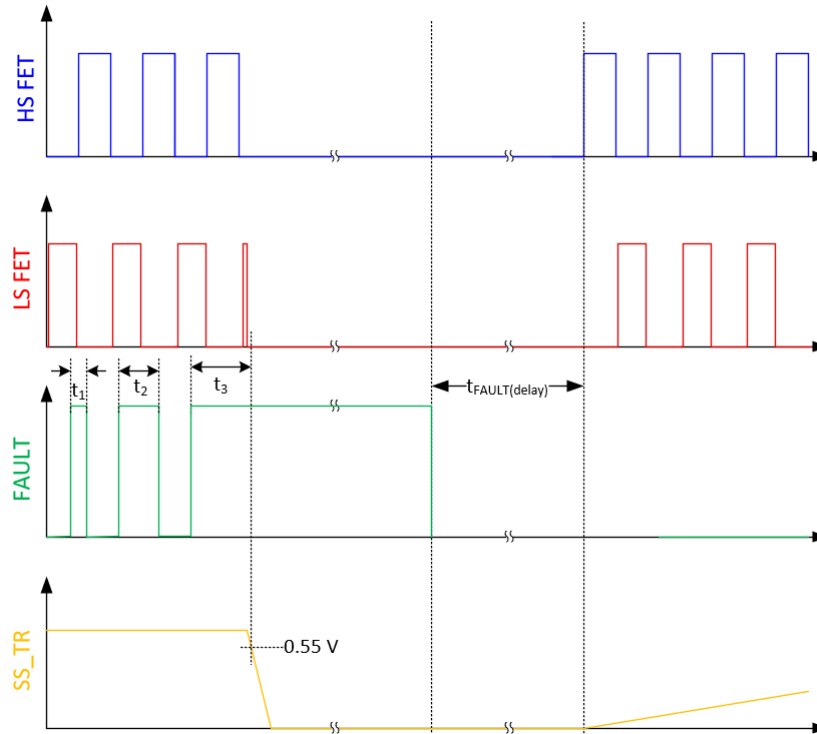 HS FET
LS FET
t1
t2
t3
tFAULT(delay)
FAULT
0.55 V
SS_TR